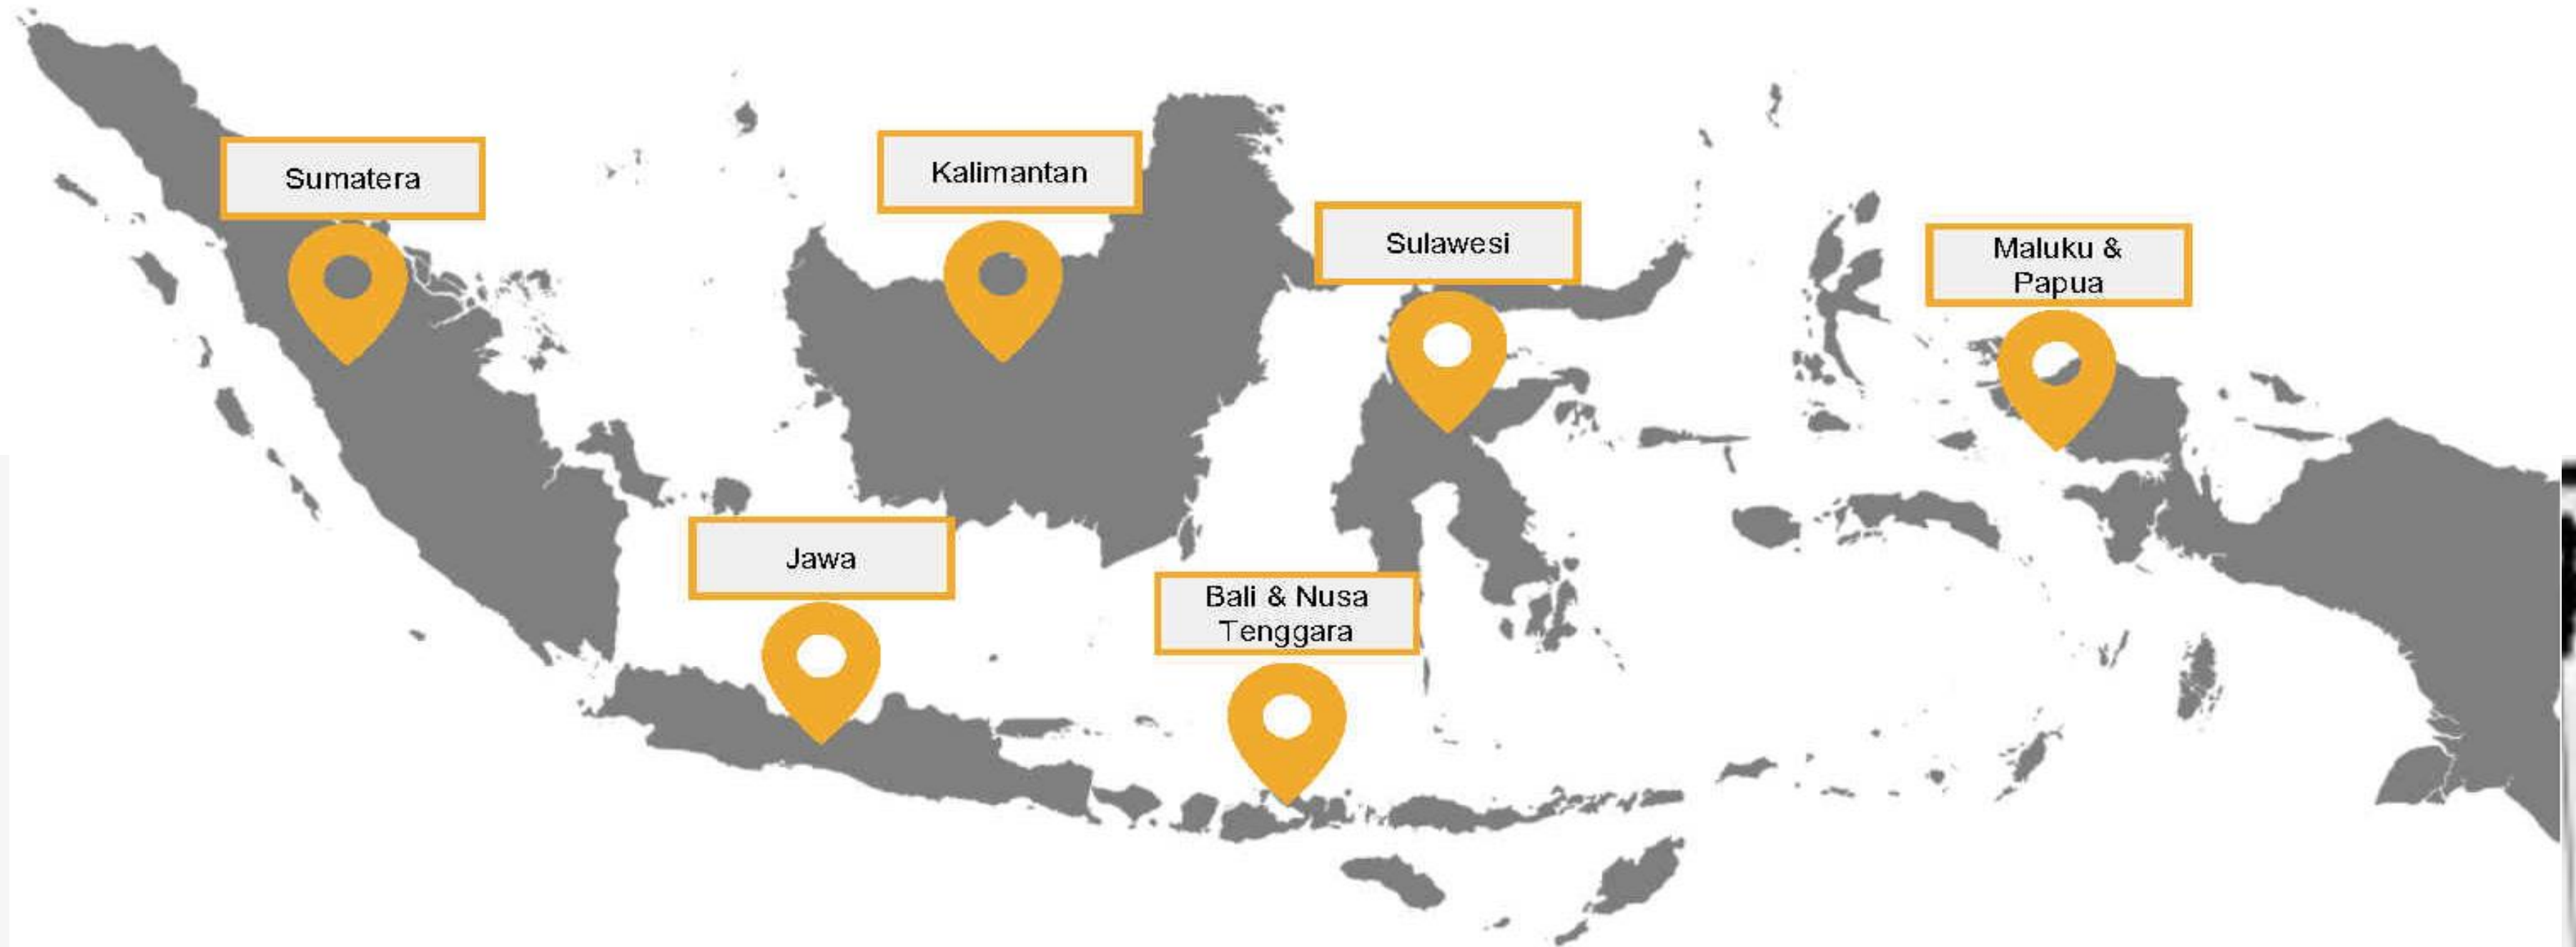 Sumatera
Kalimantan
Sulawesi
Maluku &
Papua
Jawa
Bali & Nusa
Tenggara